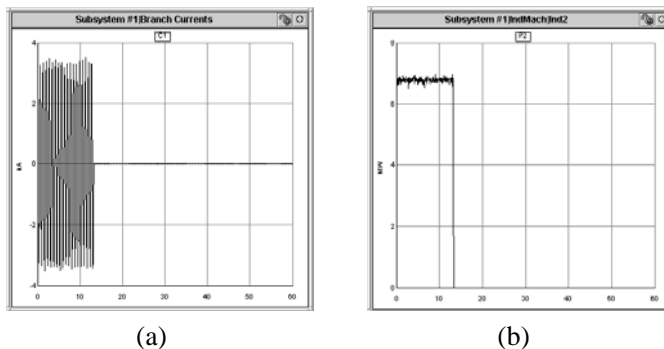 Subsystem #1|Branch Currents
C1
4
2
0
-2
-4
kA
0 10 20 30 40 50 60
Subsystem #1|IndMach|Ind2
P2
8
6
4
2
0
MW
0 10 20 30 40 50 60
(a) (b)